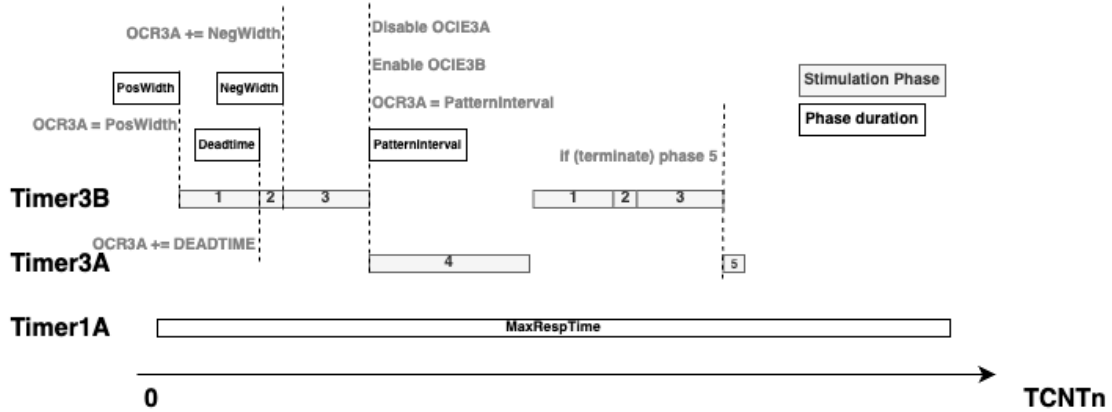 OCR3A += NegWidth
Disable OCIE3A
Enable OCIE3B
OCR3A = PatternInterval
PosWidth
NegWidth
Stimulation Phase
Phase duration
OCR3A = PosWidth
Deadtime
PatternInterval
If (terminate) phase 5
Timer3B
1 2 3
1 2 3
OCR3A += DEADTIME
Timer3A
4
5
Timer1A
MaxRespTime
0
TCNTn